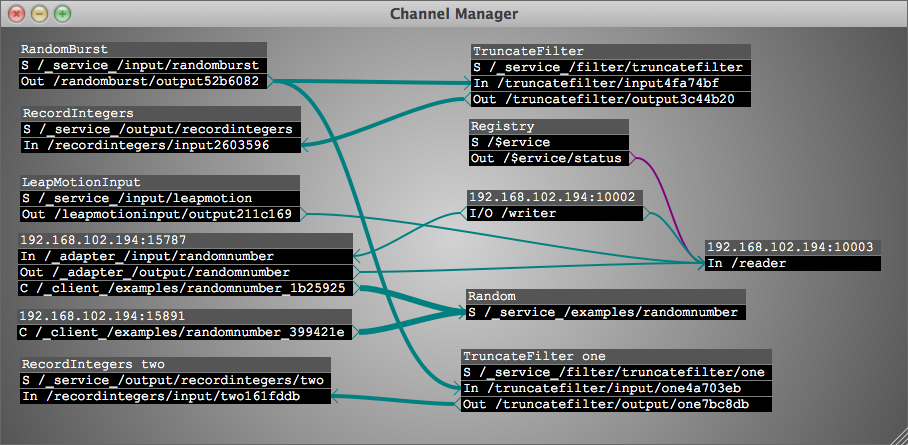 Channel Manager
RandomBurst
S /_service_/input/randomburst
Out /randomburst/output52b6082
TruncateFilter
S /_service_/filter/truncatefilter
In /truncatefilter/input4fa74bf
Out /truncatefilter/output3c44b20
RecordIntegers
S /_service_/output/recordintegers
In /recordintegers/input2603596
Registry
S /$ervice
Out /$ervice/status
LeapMotionInput
S /_service_/input/leapmotion
Out /leapmotioninput/output211c169
192.168.102.194:10002
I/O /writer
192.168.102.194:15787
In /_adapter_/input/randomnumber
Out /_adapter_/output/randomnumber
C /_client_/examples/randomnumber_1b25925
192.168.102.194:10003
In /reader
Random
S /_service_/examples/randomnumber
192.168.102.194:15891
C /_client_/examples/randomnumber_399421e
RecordIntegers two
S /_service_/output/recordintegers/two
In /recordintegers/input/two161fddb
TruncateFilter one
S /_service_/filter/truncatefilter/one
In /truncatefilter/input/one4a703eb
Out /truncatefilter/output/one7bc8db